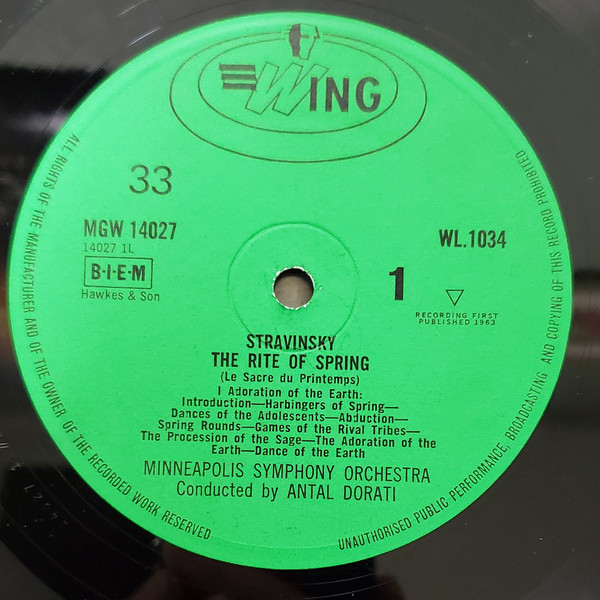 WING
33
MGW 14027
14027 1L
B·I·E·M
Hawkes & Son
WL.1034
1
RECORDING FIRST
PUBLISHED 1963
STRAVINSKY
THE RITE OF SPRING
(Le Sacre du Printemps)
I Adoration of the Earth:
Introduction—Harbingers of Spring—
Dances of the Adolescents—Abduction—
Spring Rounds—Games of the Rival Tribes—
The Procession of the Sage—The Adoration of the
Earth—Dance of the Earth
MINNEAPOLIS SYMPHONY ORCHESTRA
Conducted by ANTAL DORATI
ALL RIGHTS OF THE MANUFACTURER AND OF THE OWNER OF THE RECORDED WORK RESERVED
UNAUTHORISED PUBLIC PERFORMANCE, BROADCASTING AND COPYING OF THIS RECORD PROHIBITED